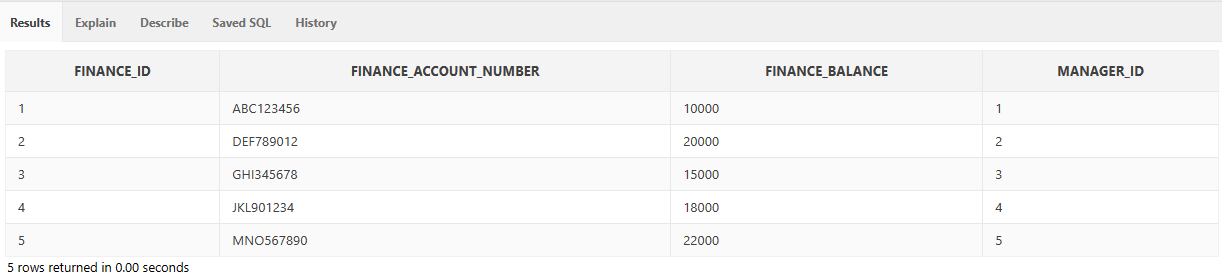 Results Explain Describe Saved SQL History
FINANCE_ID FINANCE_ACCOUNT_NUMBER FINANCE_BALANCE MANAGER_ID
1 ABC123456 10000 1
2 DEF789012 20000 2
3 GHI345678 15000 3
4 JKL901234 18000 4
5 MNO567890 22000 5
5 rows returned in 0.00 seconds